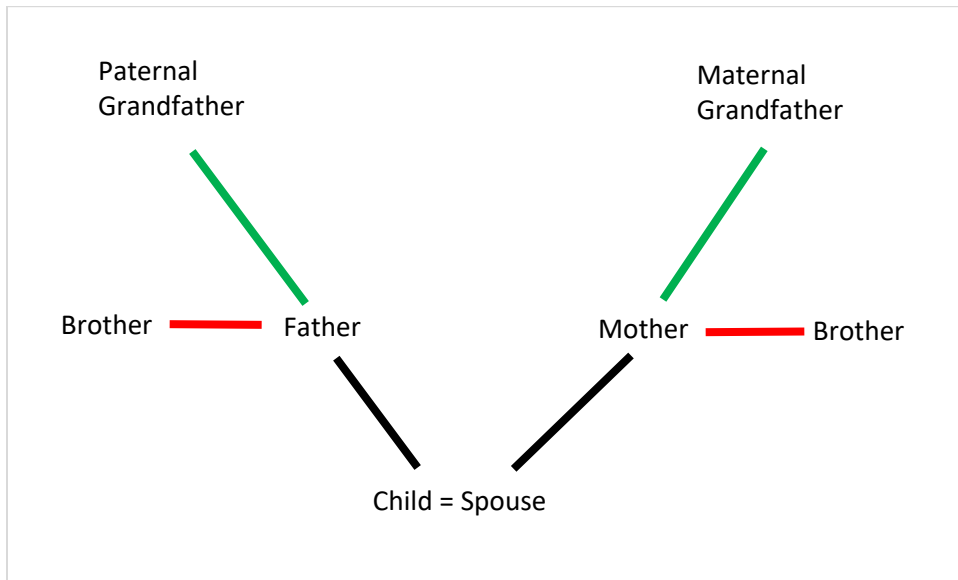 Paternal
Grandfather
Maternal
Grandfather
Brother
Father
Mother
Brother
Child = Spouse